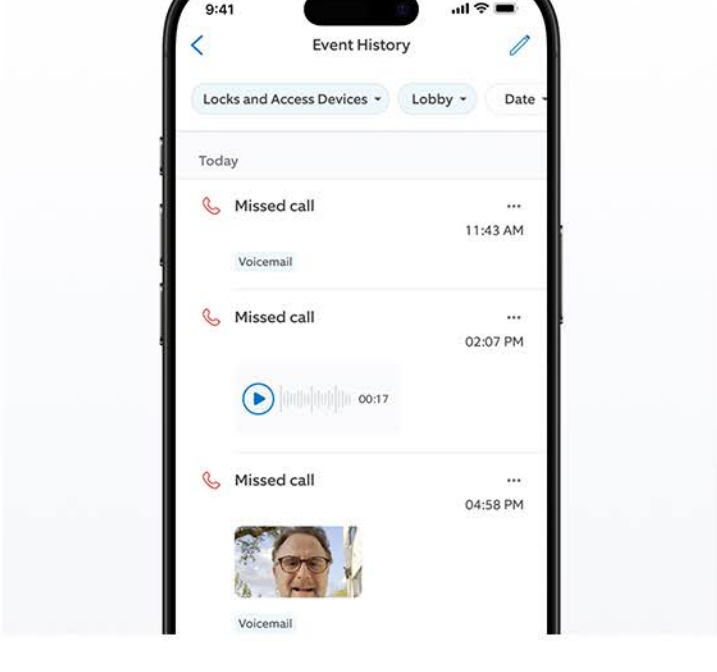 9:41
Event History
Locks and Access Devices
Lobby
Date
Today
Missed call
11:43 AM
Voicemail
Missed call
02:07 PM
00:17
Missed call
04:58 PM
Voicemail